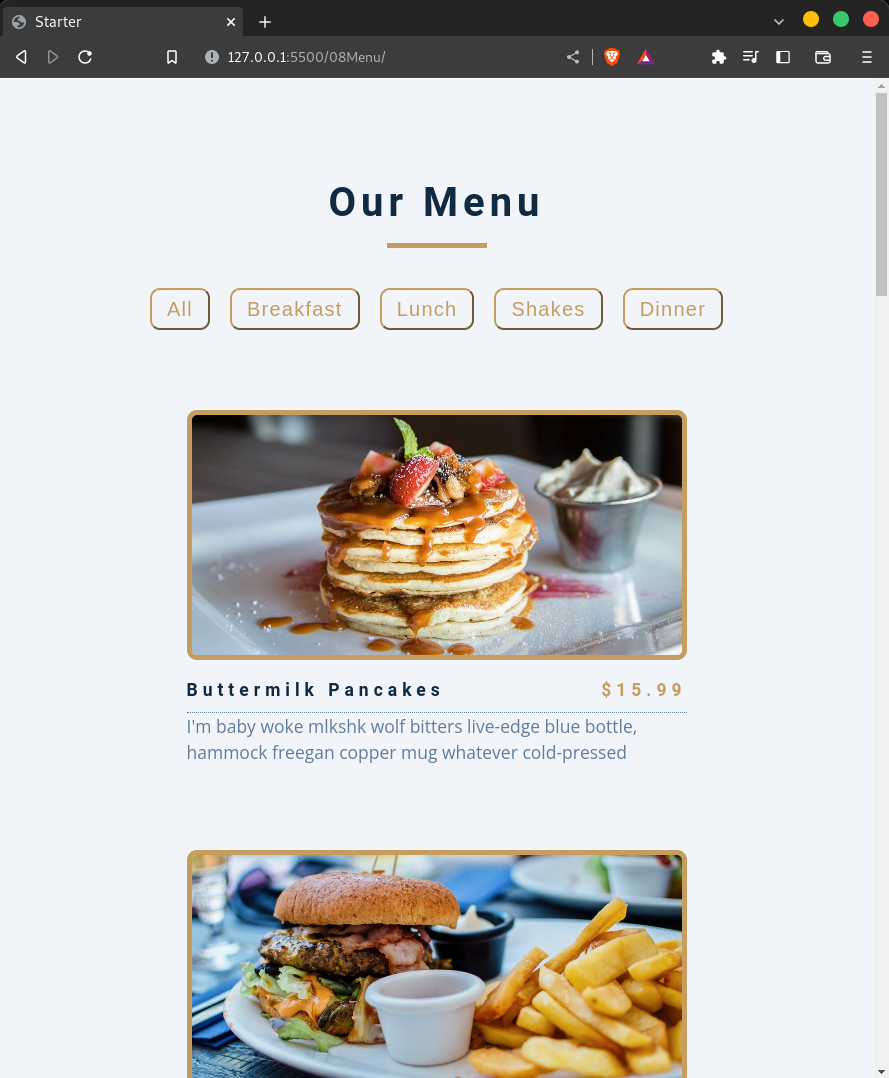 Starter
127.0.0.1:5500/08Menu/
Our Menu
All Breakfast Lunch Shakes Dinner
Buttermilk Pancakes $15.99
I'm baby woke mlkshk wolf bitters live-edge blue bottle,
hammock freegan copper mug whatever cold-pressed